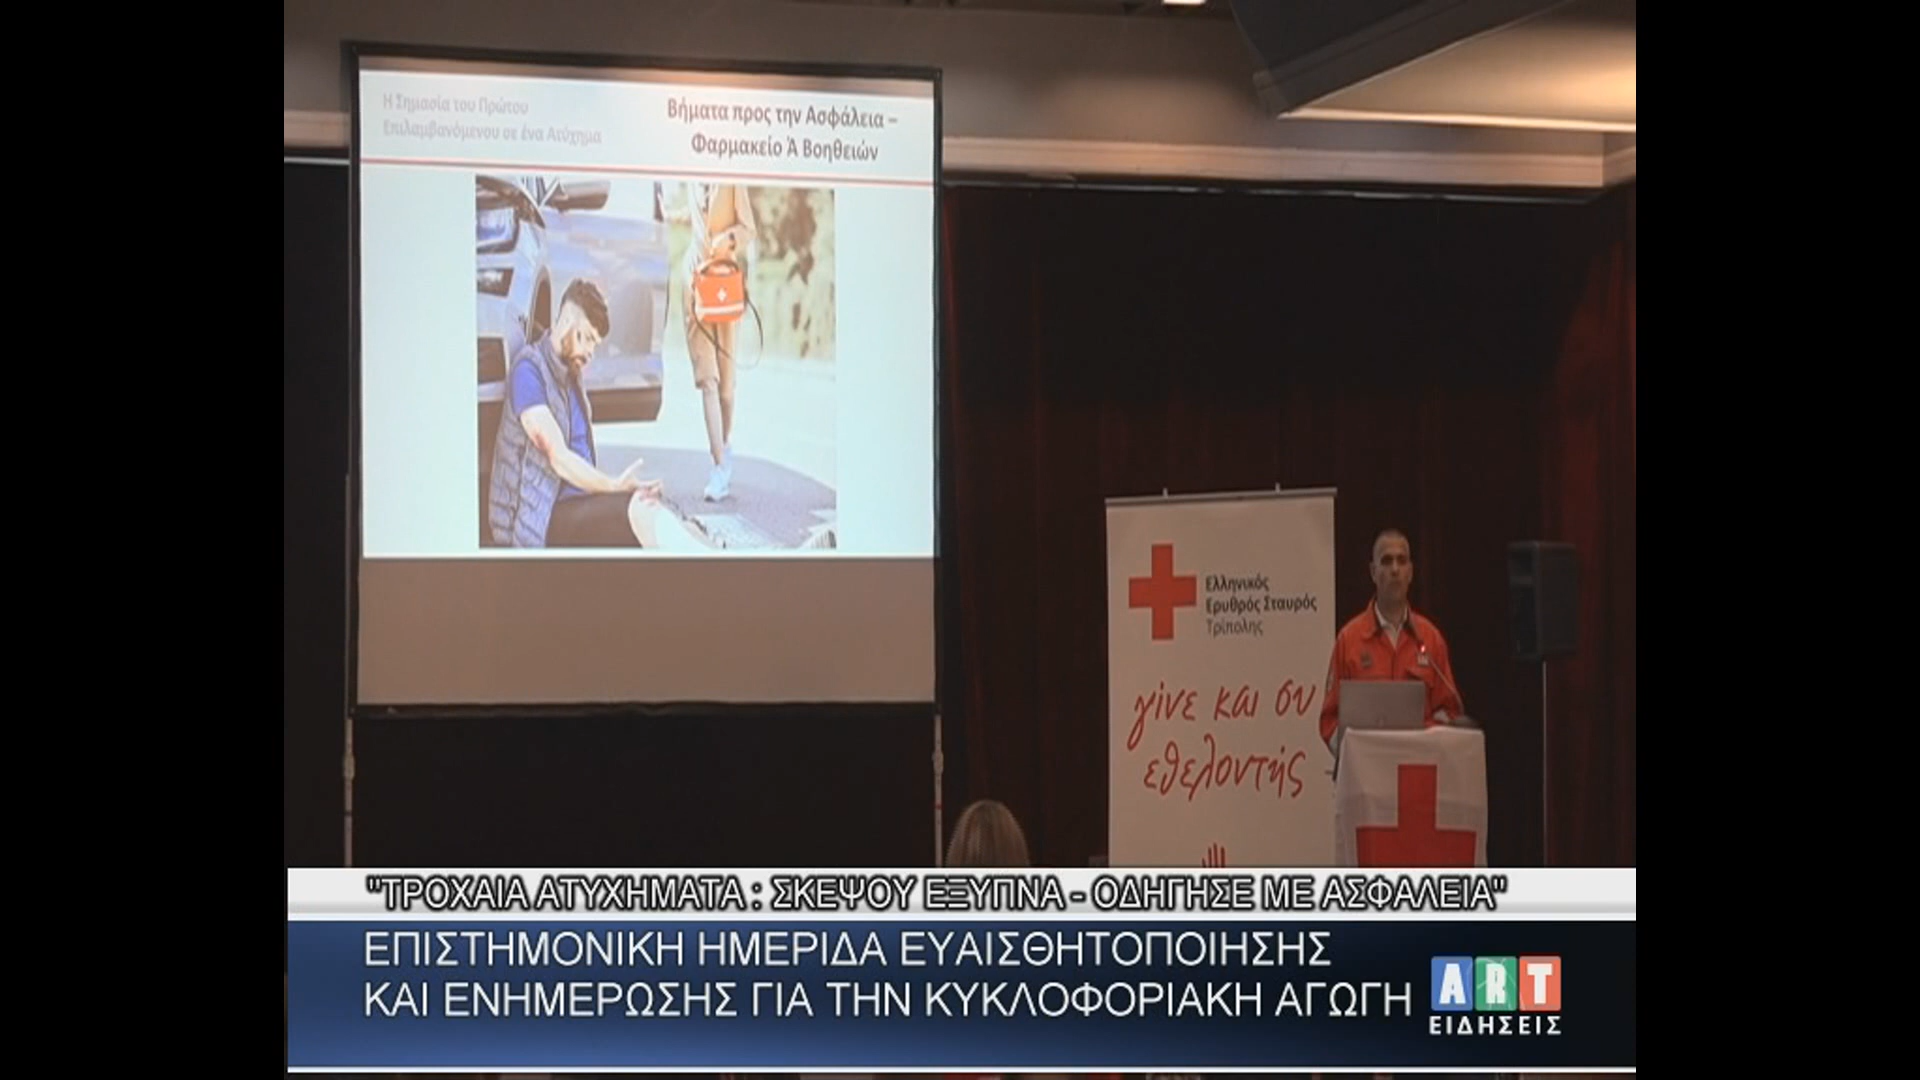 Η Σημασία του Πρώτου
Επιλαμβανόμενου σε ένα Ατύχημα
Βήματα προς την Ασφάλεια –
Φαρμακείο Ά Βοηθειών
Ελληνικός
Ερυθρός Σταυρός
Τρίπολης
γίνε και συ
εθελοντής
"ΤΡΟΧΑΙΑ ΑΤΥΧΗΜΑΤΑ : ΣΚΕΨΟΥ ΕΞΥΠΝΑ - ΟΔΗΓΗΣΕ ΜΕ ΑΣΦΑΛΕΙΑ"
ΕΠΙΣΤΗΜΟΝΙΚΗ ΗΜΕΡΙΔΑ ΕΥΑΙΣΘΗΤΟΠΟΙΗΣΗΣ
ΚΑΙ ΕΝΗΜΕΡΩΣΗΣ ΓΙΑ ΤΗΝ ΚΥΚΛΟΦΟΡΙΑΚΗ ΑΓΩΓΗ
ART
ΕΙΔΗΣΕΙΣ